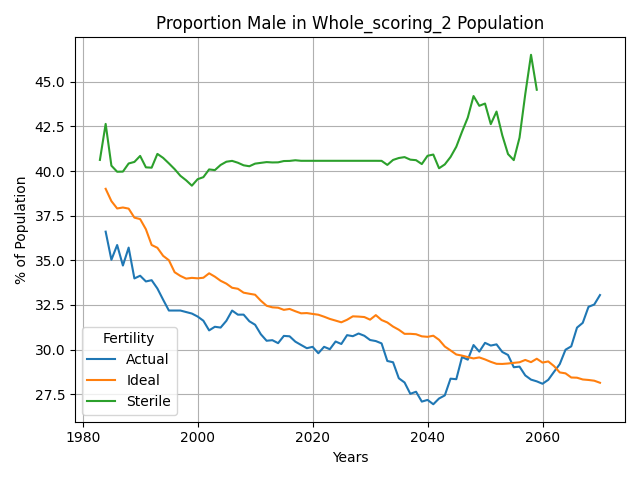 Proportion Male in Whole_scoring_2 Population
% of Population
45.0
42.5
40.0
37.5
35.0
32.5
30.0
27.5
Fertility
Actual
Ideal
Sterile
1980
2000
2020
2040
2060
Years